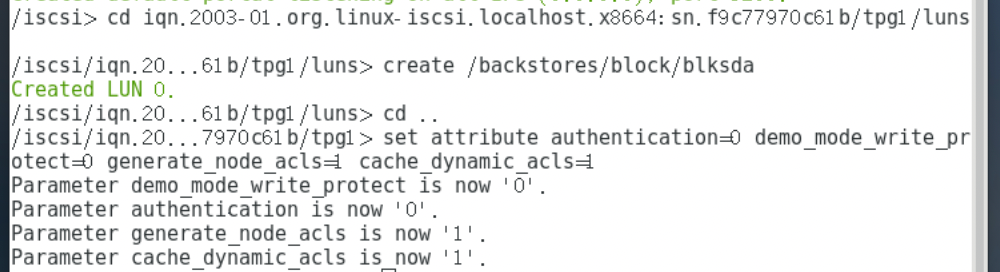 /iscsi> cd iqn.2003-01.org.linux-iscsi.localhost.x8664:sn.f9c77970c61b/tpg1/luns
/iscsi/iqn.20...61b/tpg1/luns> create /backstores/block/blksda
Created LUN 0.
/iscsi/iqn.20...61b/tpg1/luns> cd ..
/iscsi/iqn.20...7970c61b/tpg1> set attribute authentication=0 demo_mode_write_pr
otect=0 generate_node_acls=1 cache_dynamic_acls=1
Parameter demo_mode_write_protect is now '0'.
Parameter authentication is now '0'.
Parameter generate_node_acls is now '1'.
Parameter cache_dynamic_acls is now '1'.